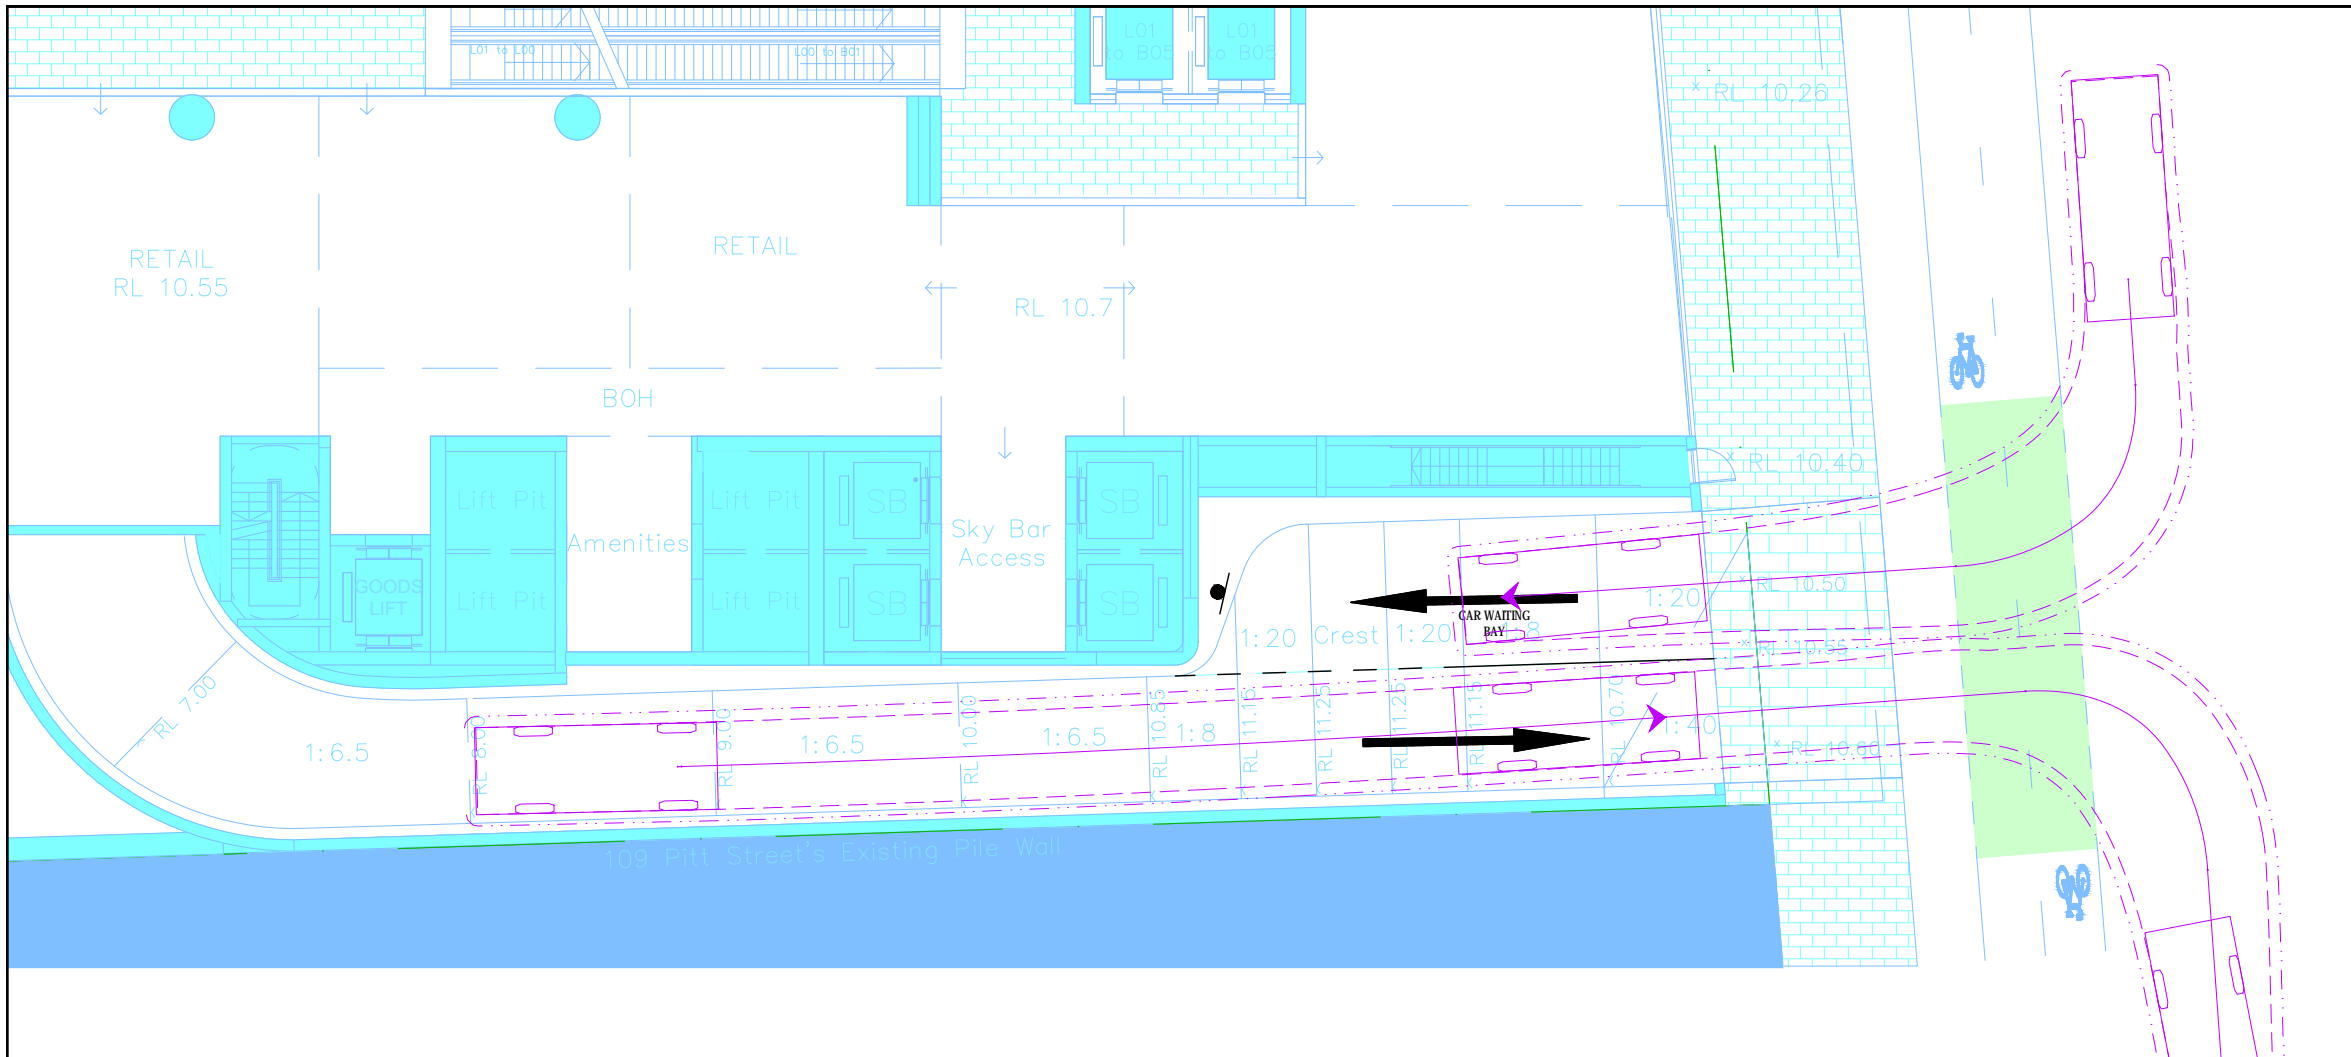 L01 to L00
L00 to B01
L01
to B05
L01
to B05
RL 10.26
RETAIL
RL 10.55
RETAIL
RL 10.7
BOH
RL 10.40
Lift Pit
Lift Pit
SB
SB
Sky Bar
Access
Amenities
GOODS
LIFT
Lift Pit
Lift Pit
SB
SB
RL 10.50
1:20
CAR WAITING
BAY
1:20
Crest
1:20
1:8
RL 10.55
RL 7.00
1:6.5
RL 8.00
RL 9.00
1:6.5
RL 10.00
1:6.5
RL 10.85
1:8
RL 11.15
RL 11.25
RL 11.25
RL 11.15
RL 10.70
1:40
RL 10.60
109 Pitt Street's Existing Pile Wall